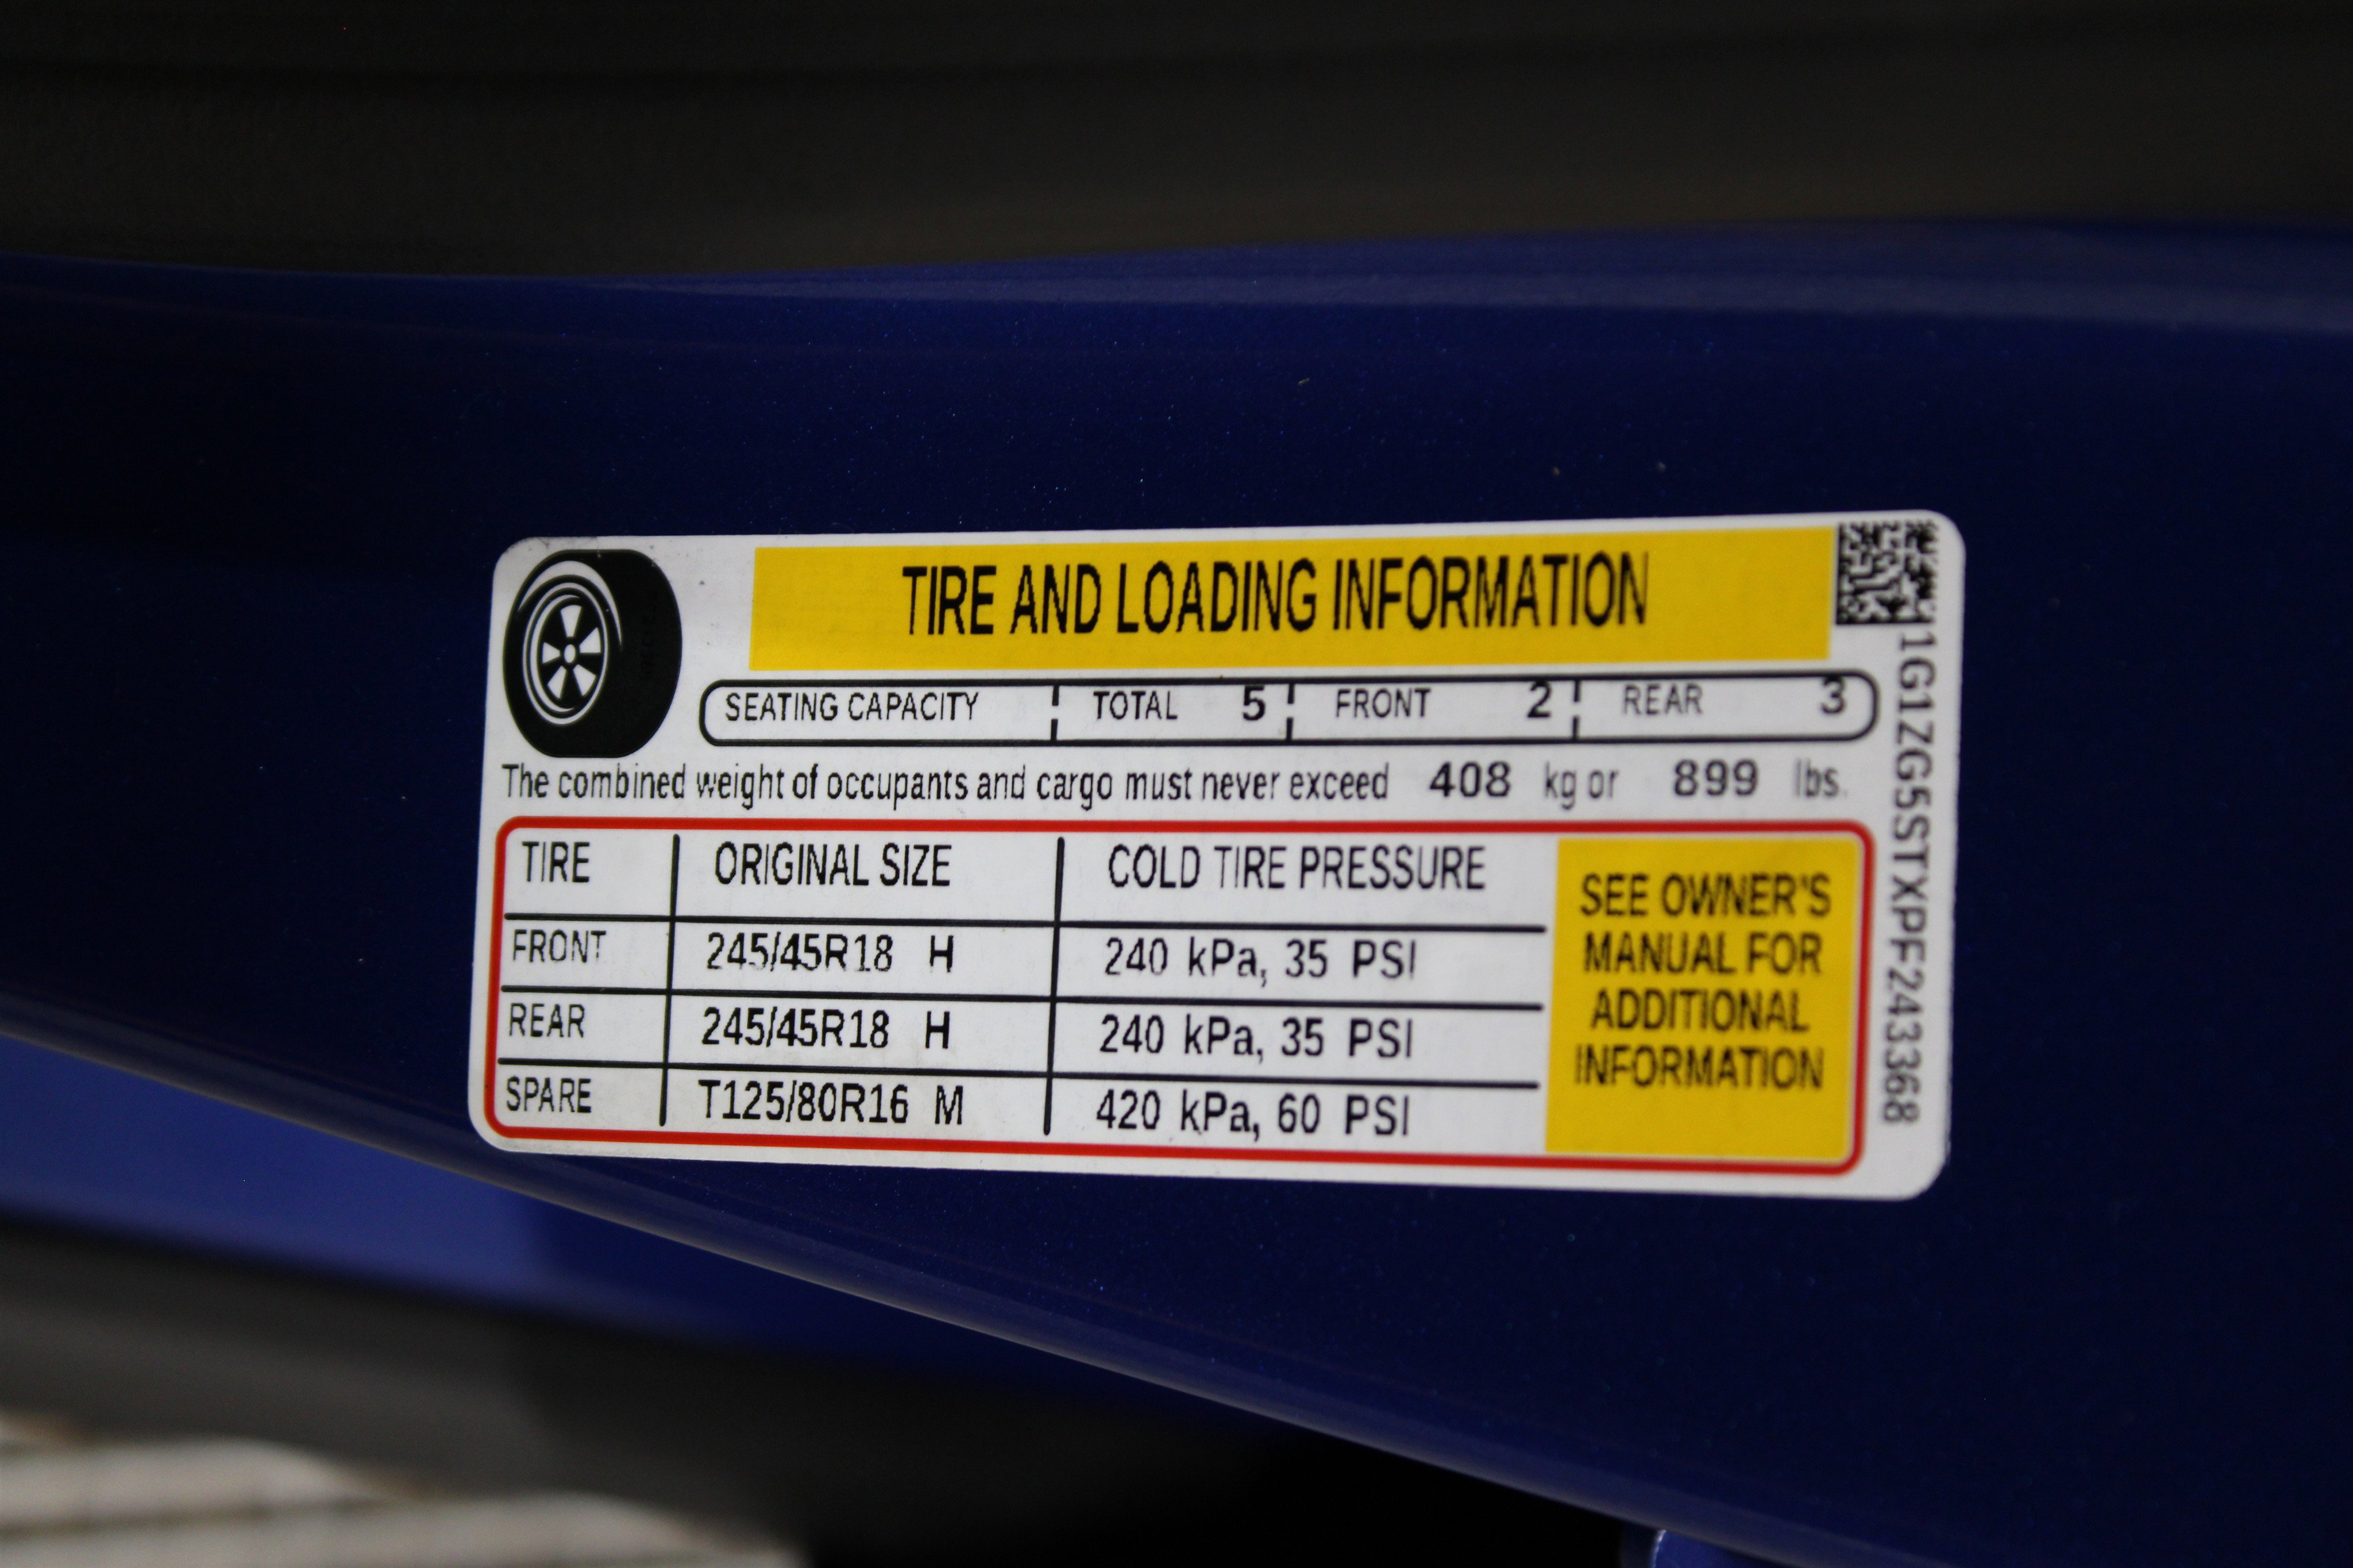 TIRE AND LOADING INFORMATION
SEATING CAPACITY TOTAL 5 FRONT 2 REAR 3
The combined weight of occupants and cargo must never exceed 408 kg or 899 lbs.
TIRE ORIGINAL SIZE COLD TIRE PRESSURE
FRONT 245/45R18 H 240 kPa, 35 PSI
REAR 245/45R18 H 240 kPa, 35 PSI
SPARE T125/80R16 M 420 kPa, 60 PSI
SEE OWNER'S
MANUAL FOR
ADDITIONAL
INFORMATION
1G1ZG5STXPF243368